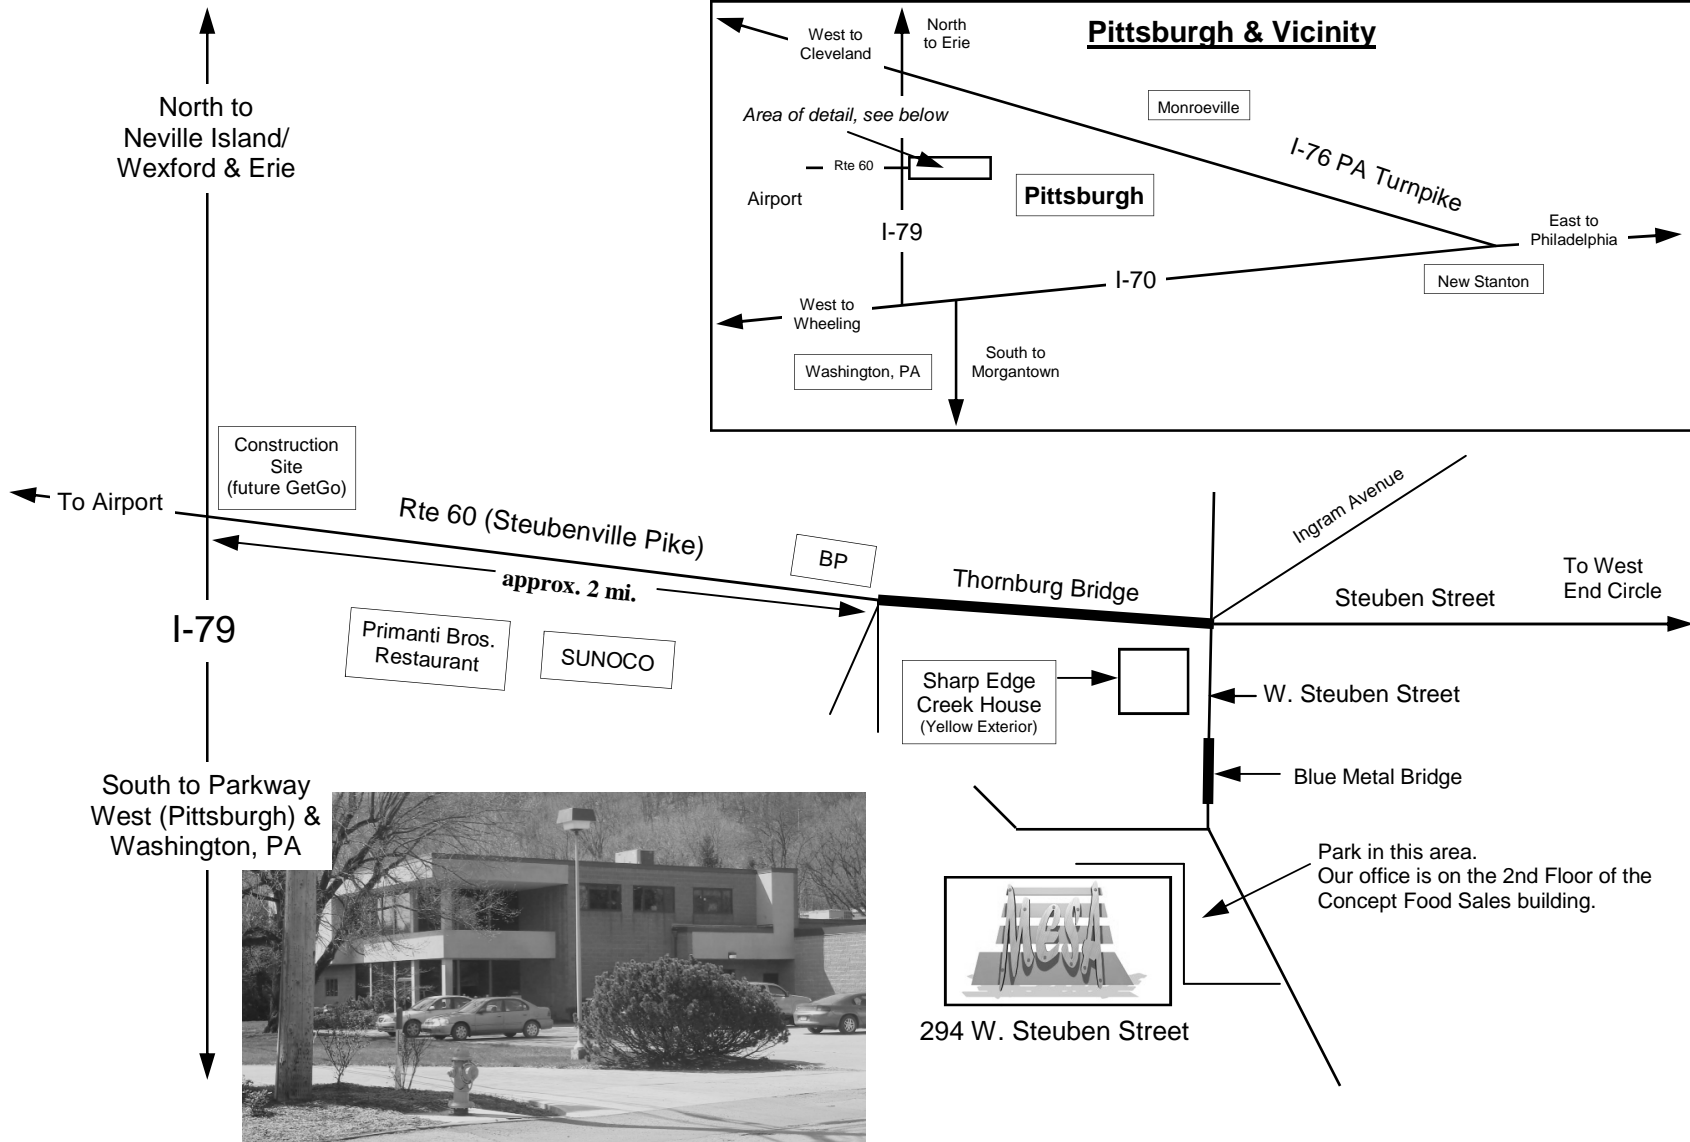 Pittsburgh & Vicinity
West to
Cleveland
North
to Erie
Monroeville
Area of detail, see below
I-76 PA Turnpike
Rte 60
Airport
Pittsburgh
I-79
East to
Philadelphia
I-70
New Stanton
West to
Wheeling
South to
Morgantown
Washington, PA
North to
Neville Island/
Wexford & Erie
Construction
Site
(future GetGo)
To Airport
Rte 60 (Steubenville Pike)
approx. 2 mi.
BP
Thornburg Bridge
Ingram Avenue
Steuben Street
To West
End Circle
I-79
Primanti Bros.
Restaurant
SUNOCO
Sharp Edge
Creek House
(Yellow Exterior)
W. Steuben Street
Blue Metal Bridge
South to Parkway
West (Pittsburgh) &
Washington, PA
Park in this area.
Our office is on the 2nd Floor of the
Concept Food Sales building.
MeSA
294 W. Steuben Street